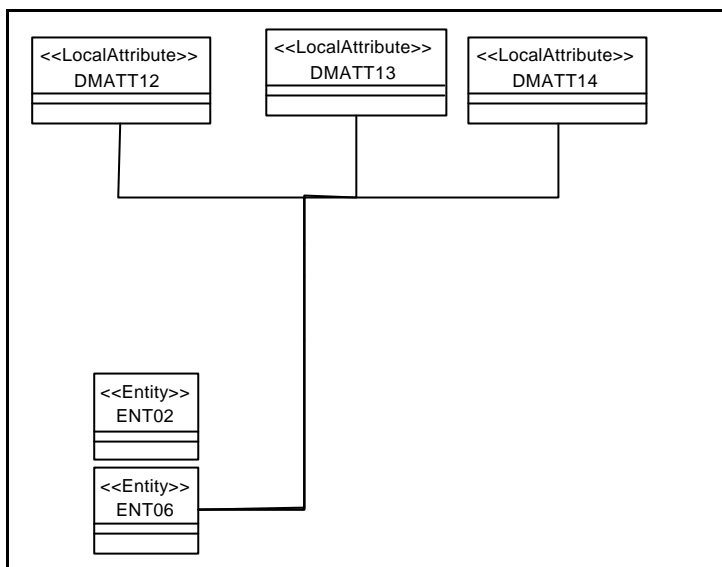 <<LocalAttribute>>
DMATT12
<<LocalAttribute>>
DMATT13
<<LocalAttribute>>
DMATT14
<<Entity>>
ENT02
<<Entity>>
ENT06